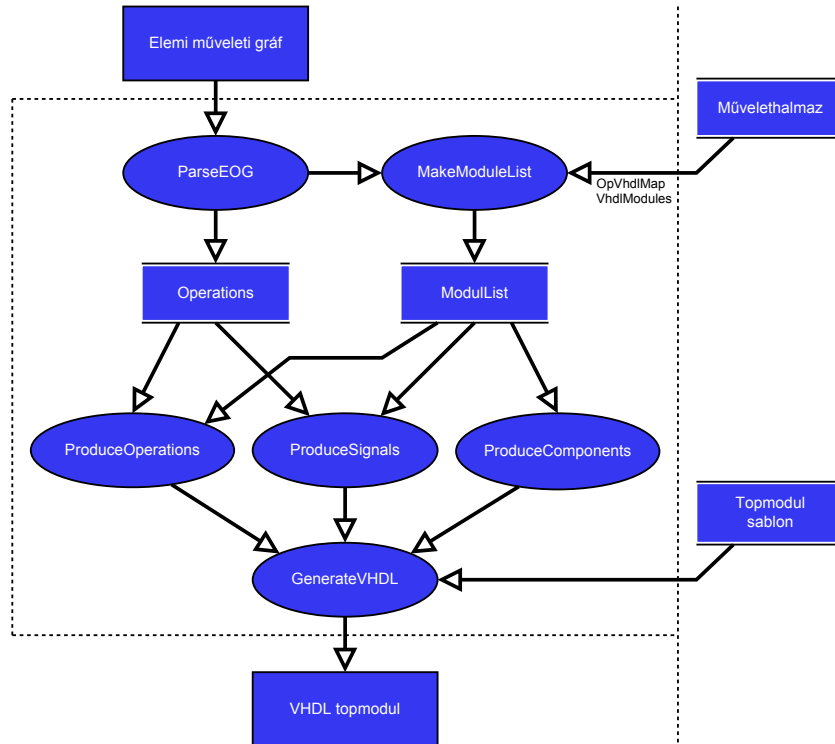 Elemi műveleti gráf
Művelethalmaz
ParseEOG
MakeModuleList
OpVhdlMap
VhdlModules
Operations
ModulList
ProduceOperations
ProduceSignals
ProduceComponents
Topmodul
sablon
GenerateVHDL
VHDL topmodul